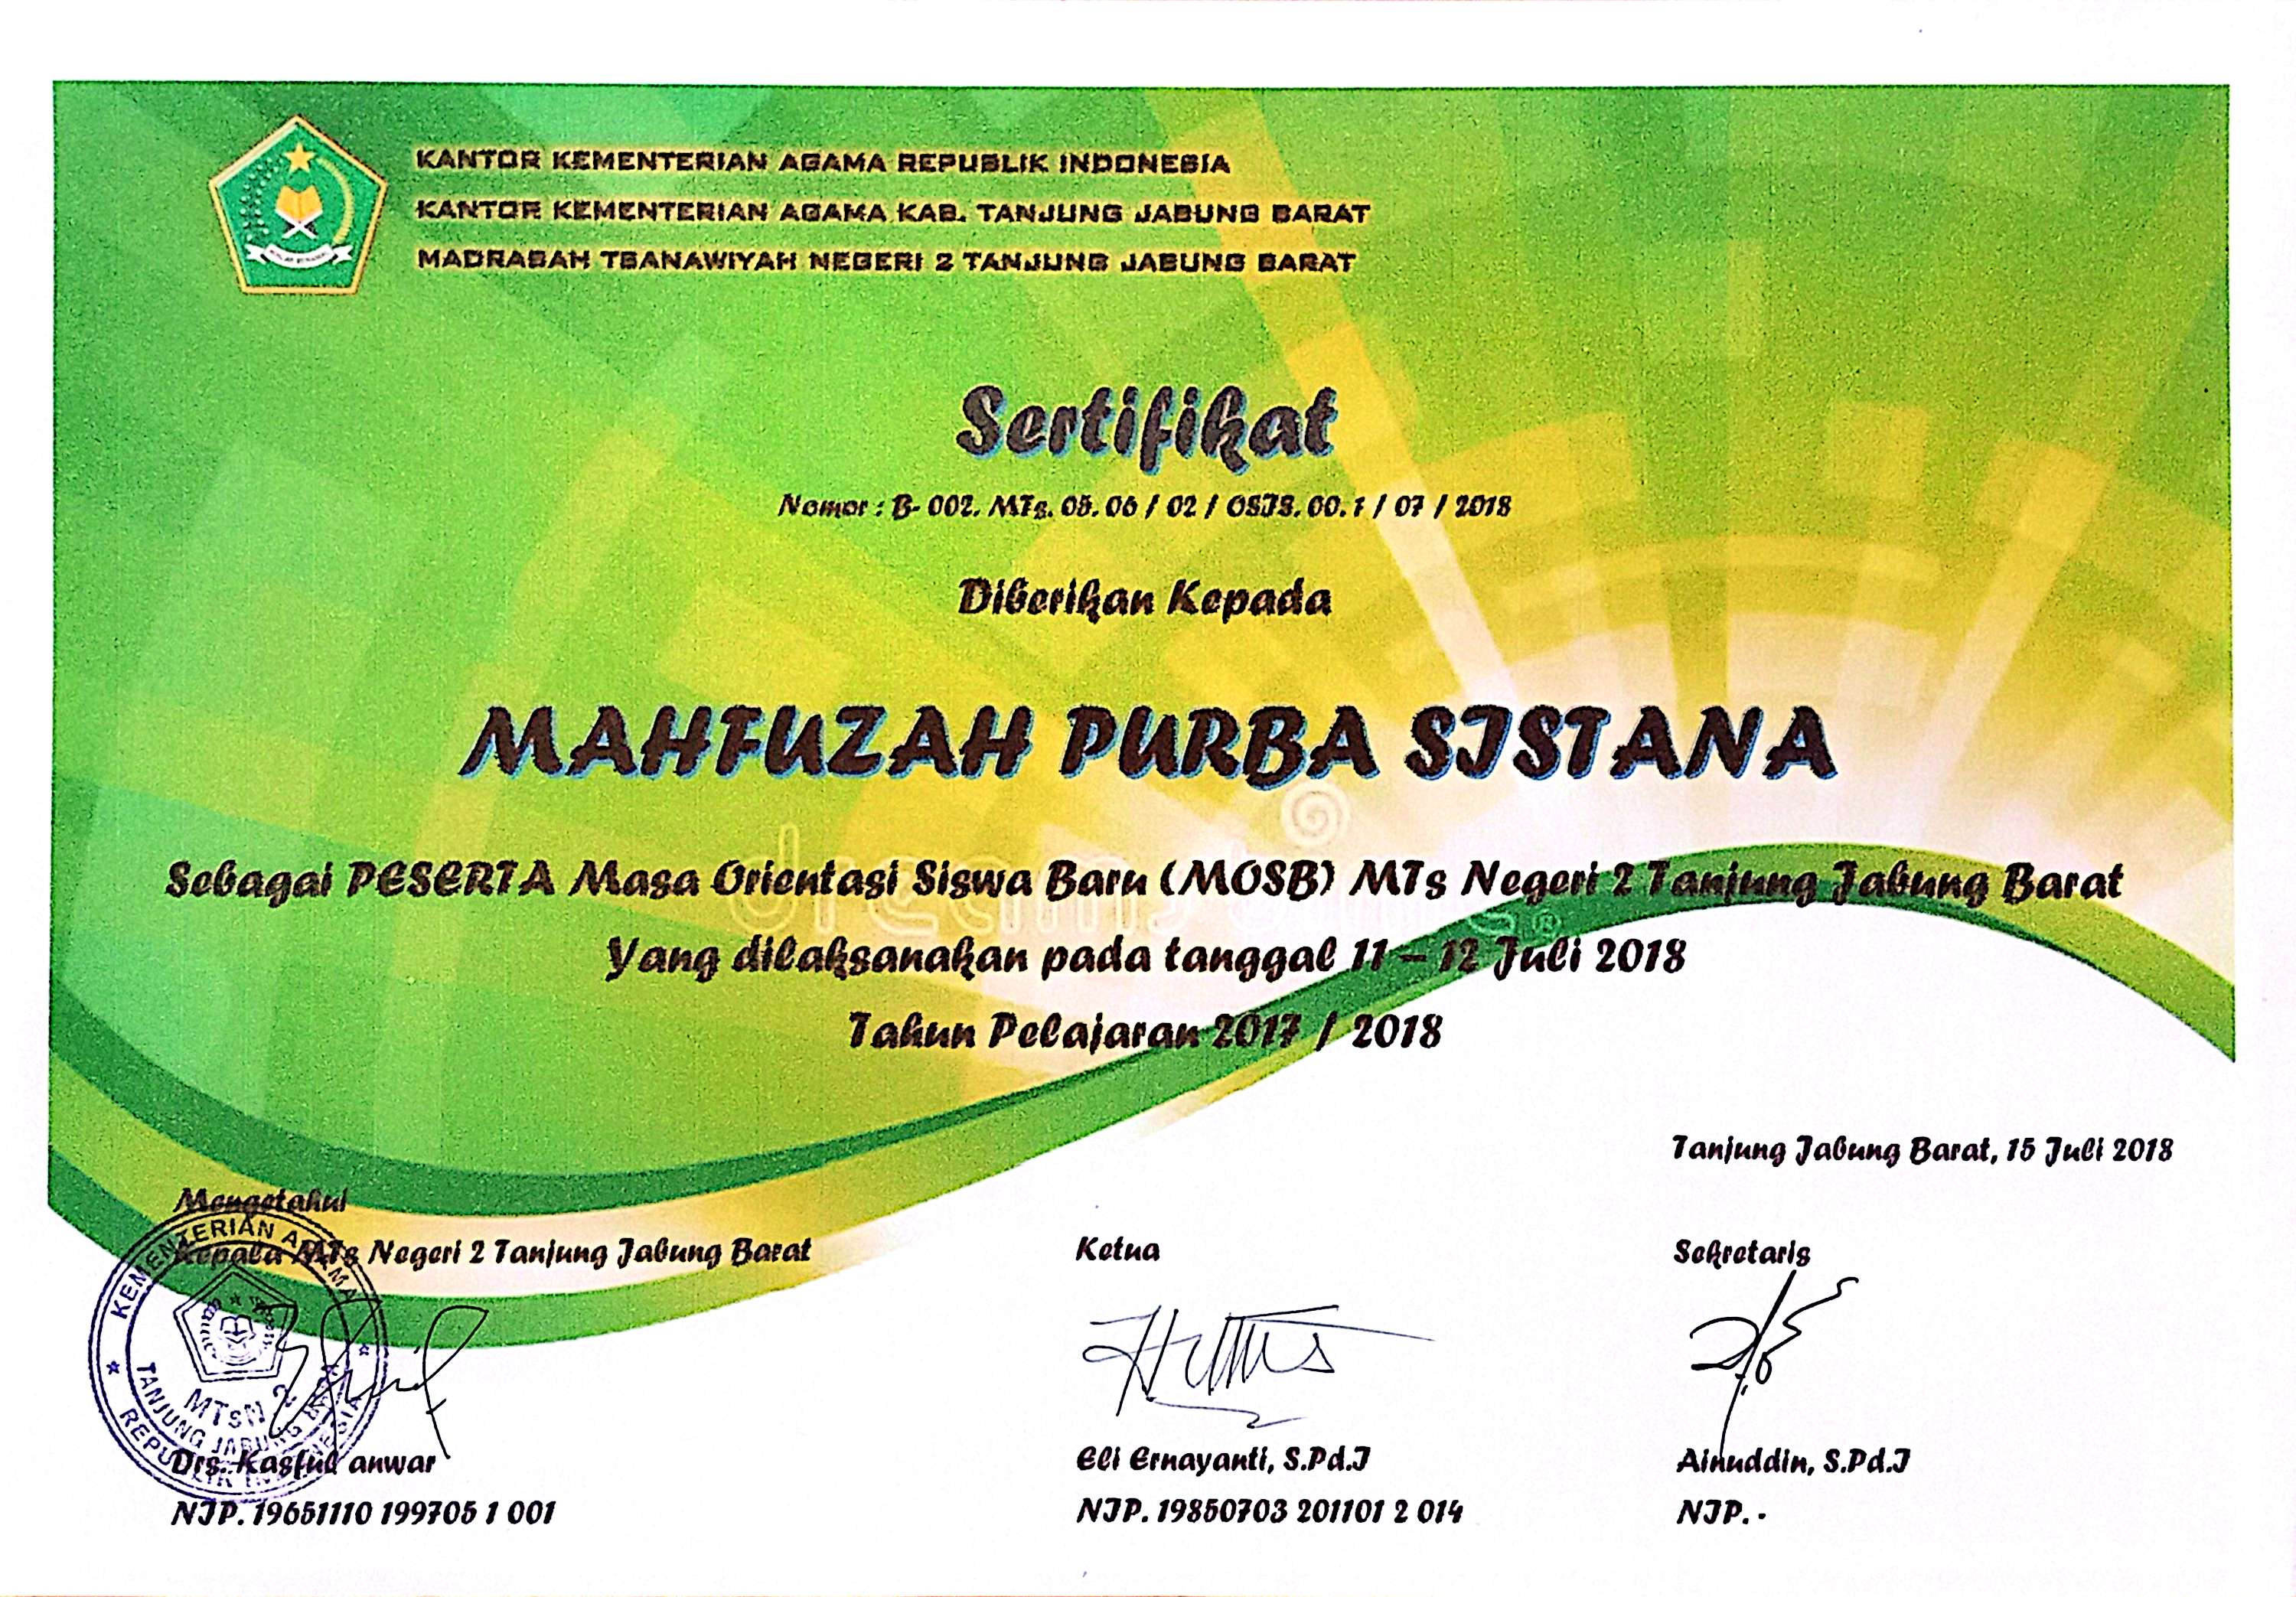 KANTOR KEMENTERIAN AGAMA REPUBLIK INDONESIA
KANTOR KEMENTERIAN AGAMA KAB. TANJUNG JABUNG BARAT
MADRASAH TSANAWIYAH NEGERI 2 TANJUNG JABUNG BARAT
Sertifikat
Nomor : B- 002. MTs. 05. 06 / 02 / OSIS. 00. 1 / 07 / 2018
Diberikan Kepada
MAHFUZAH PURBA SISTANA
dreamstime®
Sebagai PESERTA Masa Orientasi Siswa Baru (MOSB) MTs Negeri 2 Tanjung Jabung Barat
Yang dilaksanakan pada tanggal 11 – 12 Juli 2018
Tahun Pelajaran 2017 / 2018
Tanjung Jabung Barat, 15 Juli 2018
Mengetahui
Kepala MTs Negeri 2 Tanjung Jabung Barat
Ketua
Sekretaris
KEMENTERIAN AGAMA
MTSN 2
TANJUNG JABUNG BARAT
REPUBLIK INDONESIA
Drs. Kasful anwar
NIP. 19651110 199705 1 001
Eli Ernayanti, S.Pd.I
NIP. 19850703 201101 2 014
Ainuddin, S.Pd.I
NIP. -